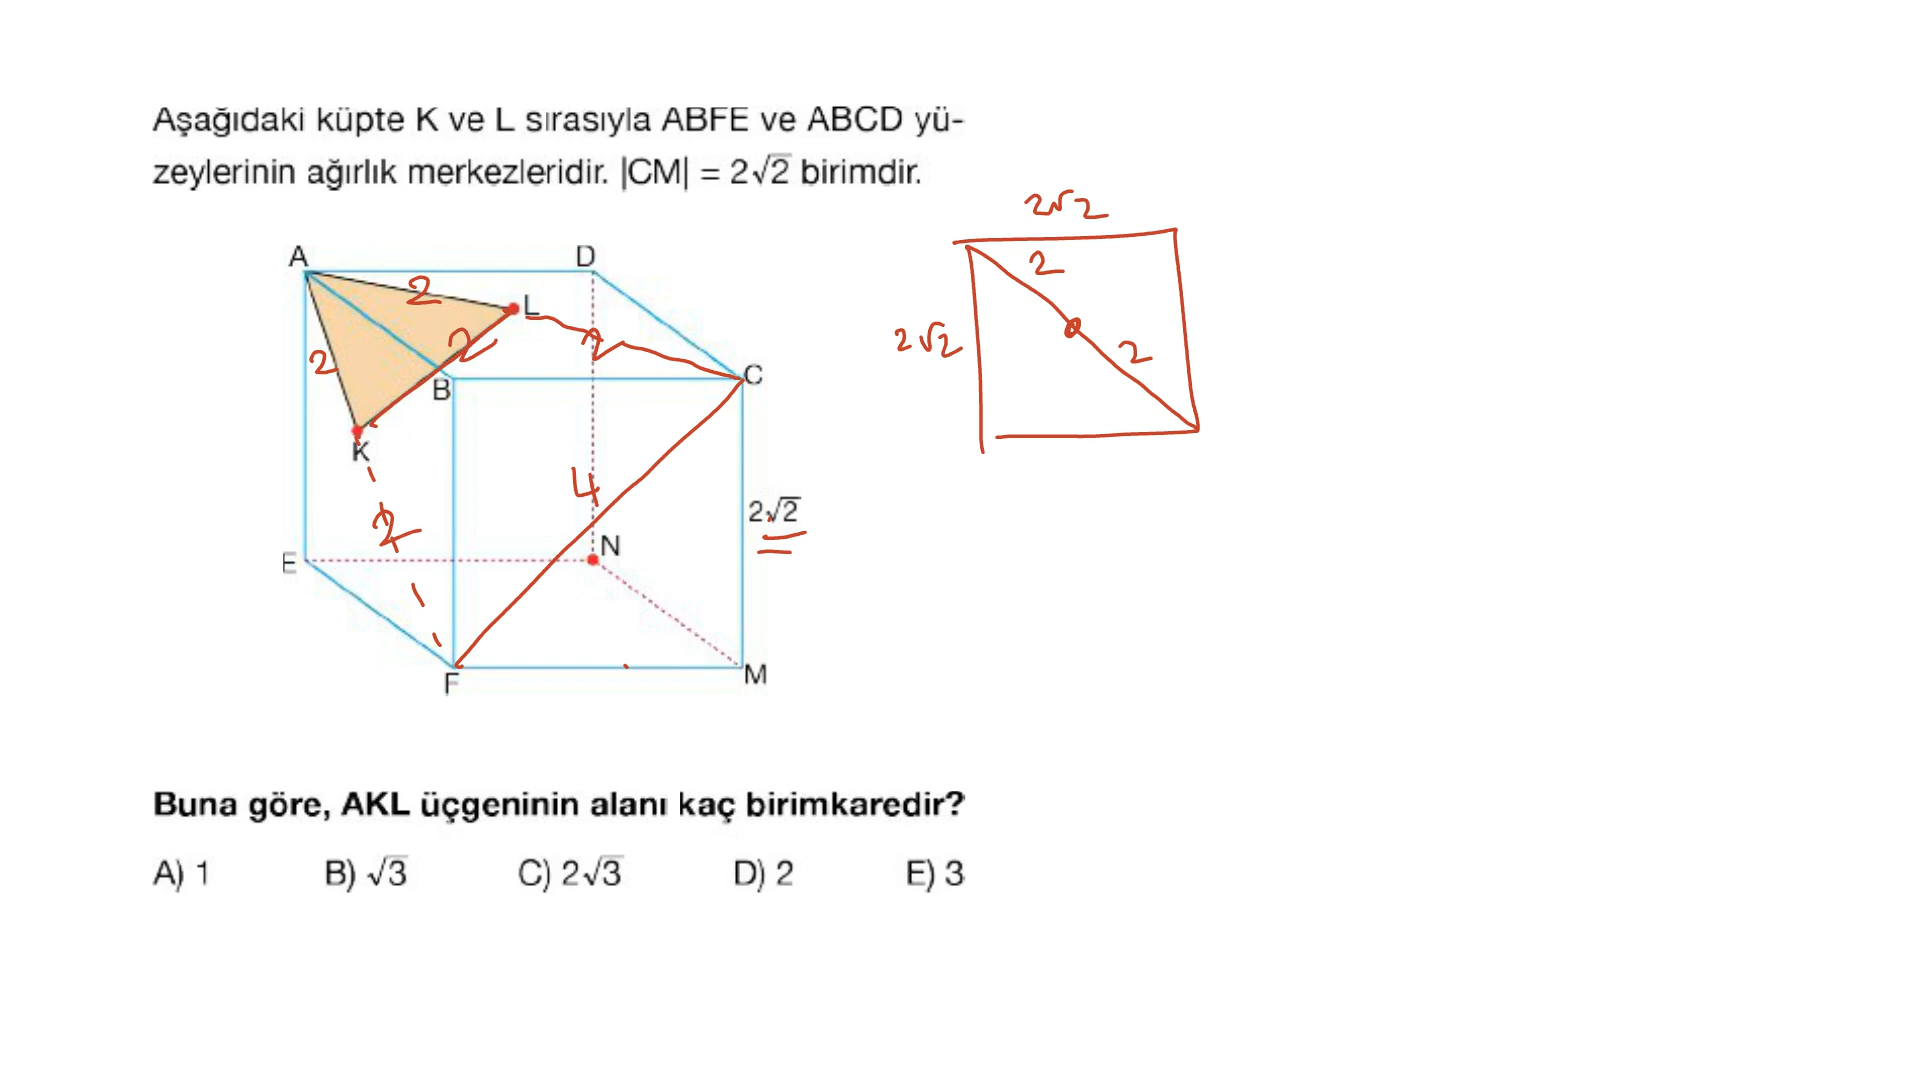 Aşağıdaki küpte K ve L sırasıyla ABFE ve ABCD yü-
zeylerinin ağırlık merkezleridir. |CM| = 2√2 birimdir.
2√2
A
D
2
2
L
2
2
2√2
2
2
B
C
K
4
2√2
2
N
E
F
M
Buna göre, AKL üçgeninin alanı kaç birimkaredir?
A) 1 B) √3 C) 2√3 D) 2 E) 3